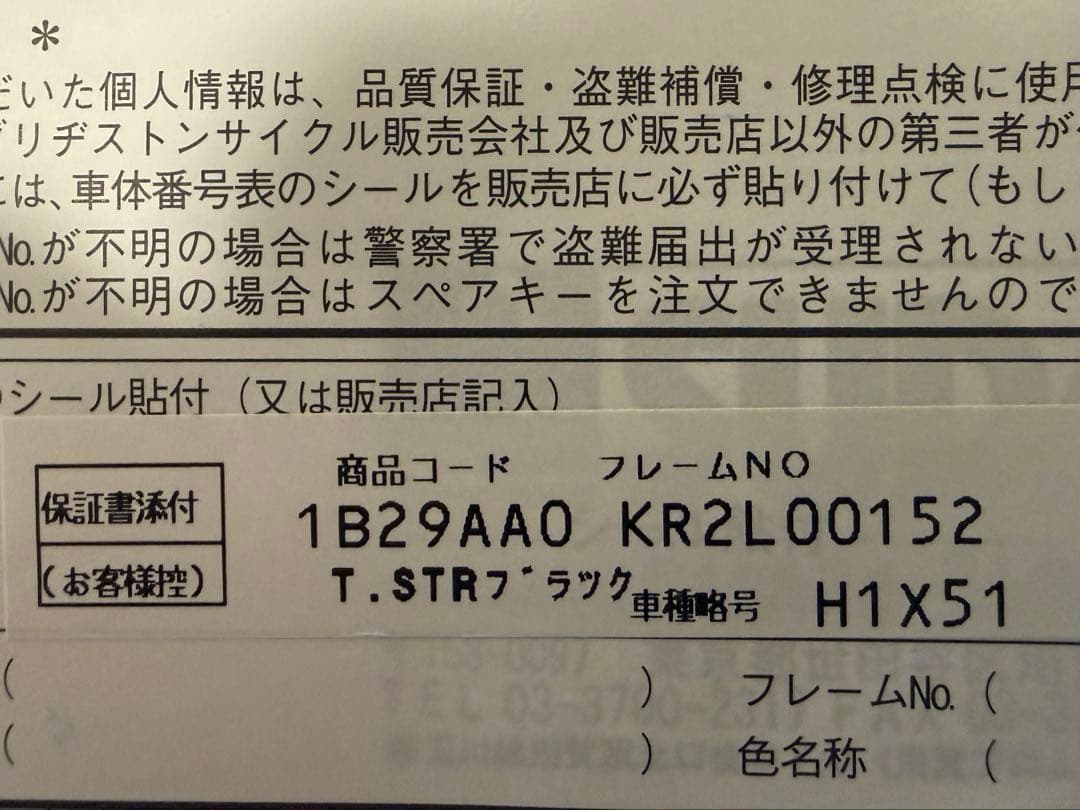 *
だいた個人情報は、品質保証・盗難補償・修理点検に使用
ブリヂストンサイクル販売会社及び販売店以外の第三者が
には、車体番号表のシールを販売店に必ず貼り付けて(もし
No.が不明の場合は警察署で盗難届出が受理されない
No.が不明の場合はスペアキーを注文できませんので
のシール貼付（又は販売店記入）
商品コード フレームNO
保証書添付
1B29AA0 KR2L00152
(お客様控)
T.STRブラック 車種略号 H1X51
( ) フレームNo. (
( ) 色名称 (